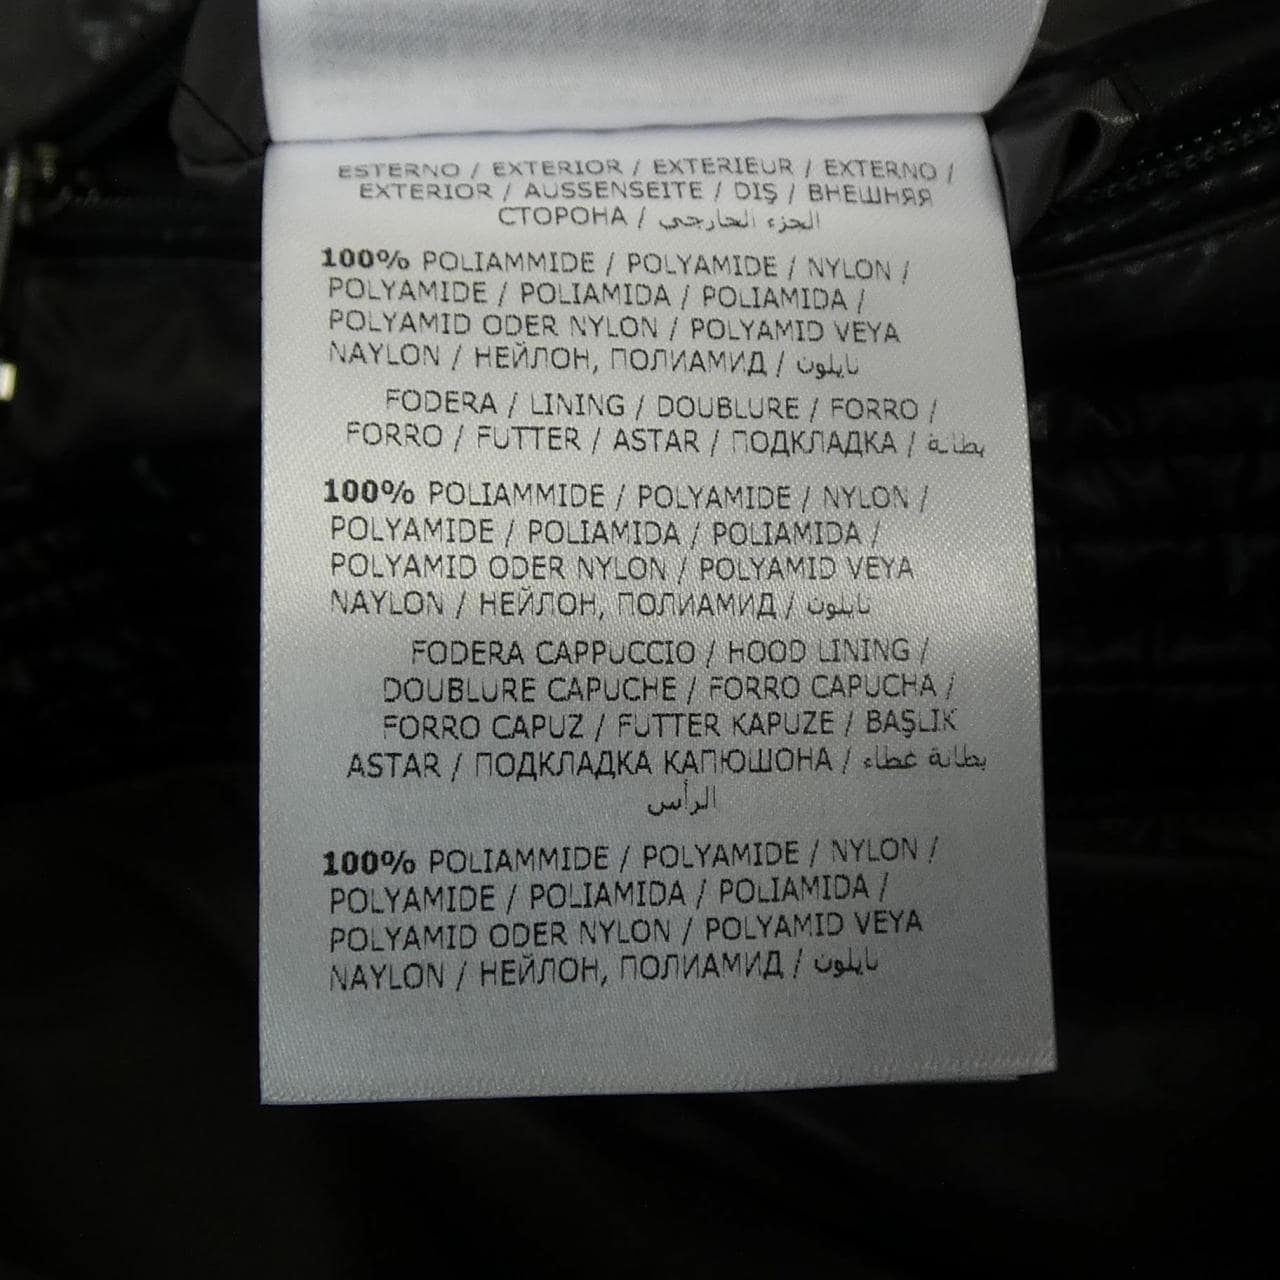 ESTERNO / EXTERIOR / EXTERIEUR / EXTERNO /
EXTERIOR / AUSSENSEITE / DIŞ / ВНЕШНЯЯ
СТОРОНА / الجزء الخارجي
100% POLIAMMIDE / POLYAMIDE / NYLON /
POLYAMIDE / POLIAMIDA / POLIAMIDA /
POLYAMID ODER NYLON / POLYAMID VEYA
NAYLON / НЕЙЛОН, ПОЛИАМИД / نايلون
FODERA / LINING / DOUBLURE / FORRO /
FORRO / FUTTER / ASTAR / ПОДКЛАДКА / بطانة
100% POLIAMMIDE / POLYAMIDE / NYLON /
POLYAMIDE / POLIAMIDA / POLIAMIDA /
POLYAMID ODER NYLON / POLYAMID VEYA
NAYLON / НЕЙЛОН, ПОЛИАМИД / نايلون
FODERA CAPPUCCIO / HOOD LINING /
DOUBLURE CAPUCHE / FORRO CAPUCHA /
FORRO CAPUZ / FUTTER KAPUZE / BAŞLIK
ASTAR / ПОДКЛАДКА КАПЮШОНА / بطانة غطاء
الرأس
100% POLIAMMIDE / POLYAMIDE / NYLON /
POLYAMIDE / POLIAMIDA / POLIAMIDA /
POLYAMID ODER NYLON / POLYAMID VEYA
NAYLON / НЕЙЛОН, ПОЛИАМИД / نايلون